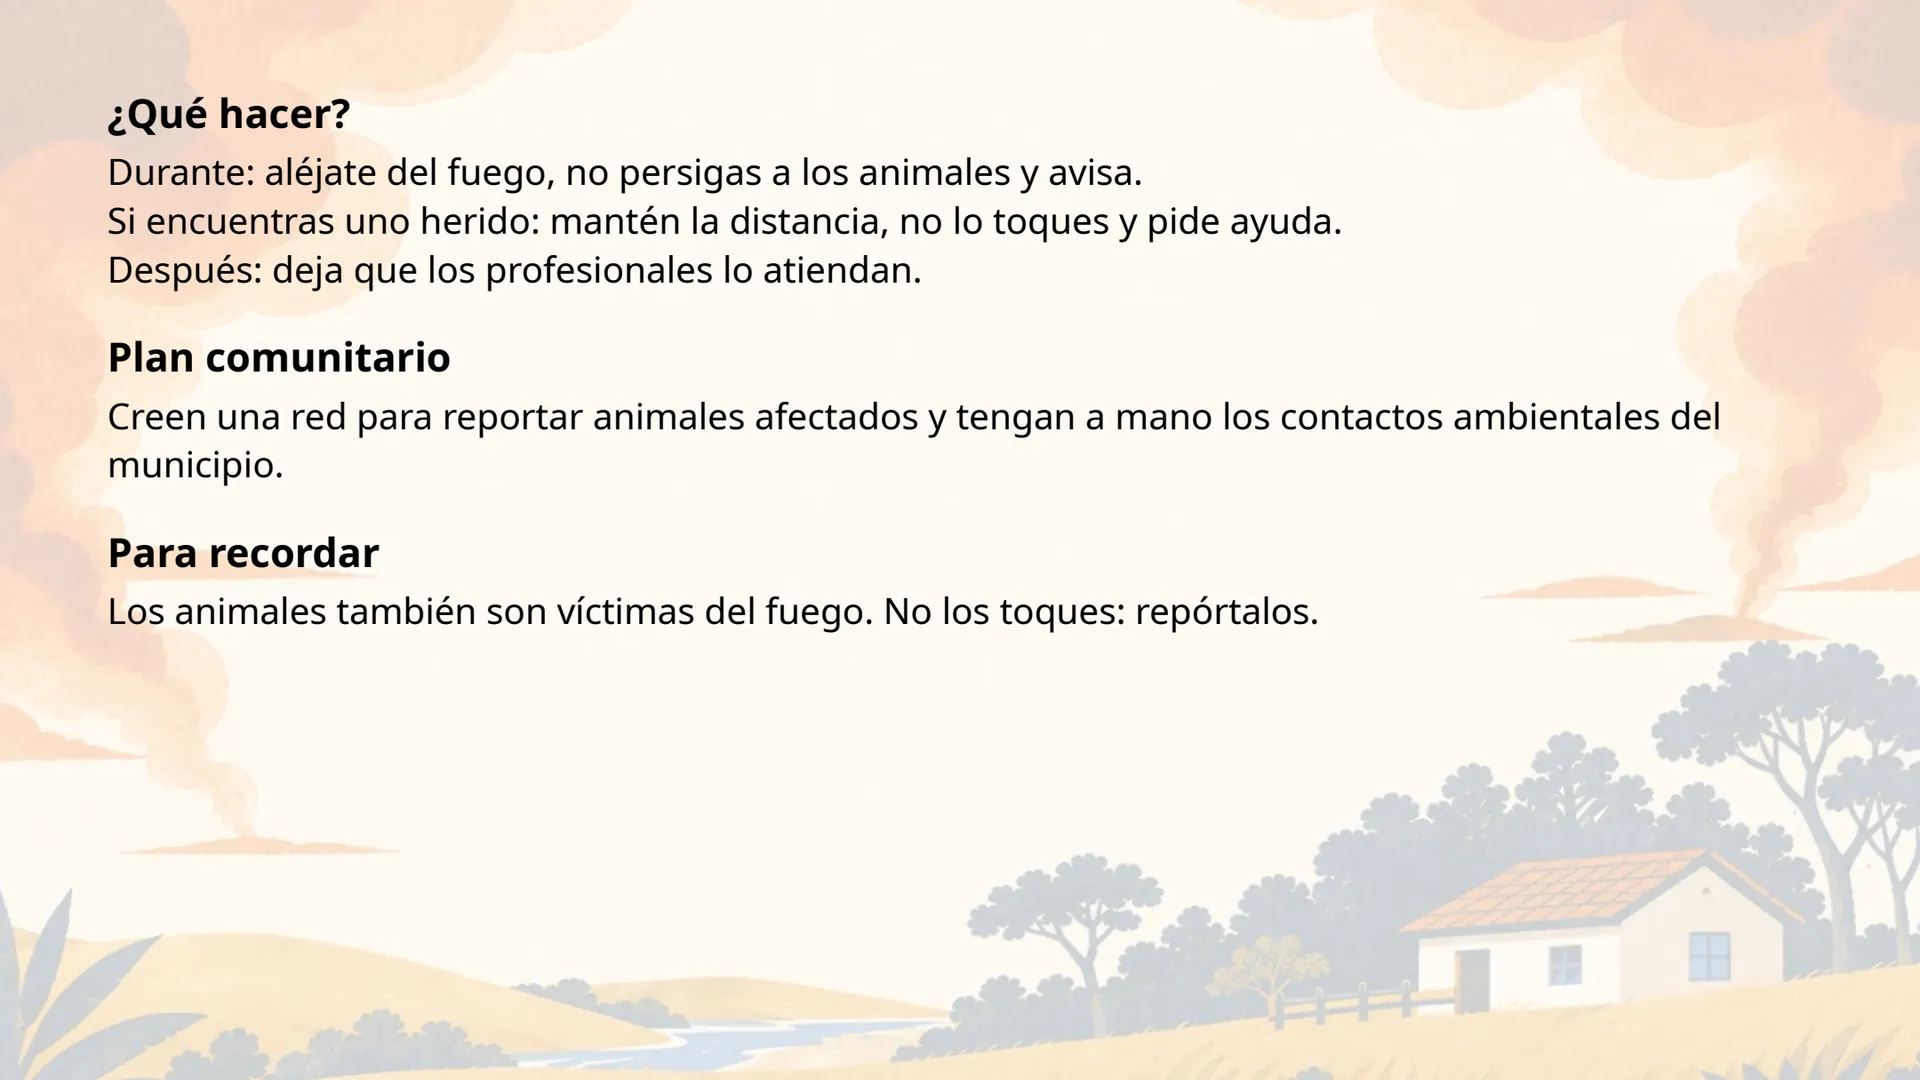 ¿Qué hacer?
Durante: aléjate del fuego, no persigas a los animales y avisa.
Si encuentras uno herido: mantén la distancia, no lo toques y pide ayuda.
Después: deja que los profesionales lo atiendan.
Plan comunitario
Creen una red para reportar animales afectados y tengan a mano los contactos ambientales del
municipio.
Para recordar
Los animales también son víctimas del fuego. No los toques: repórtalos.